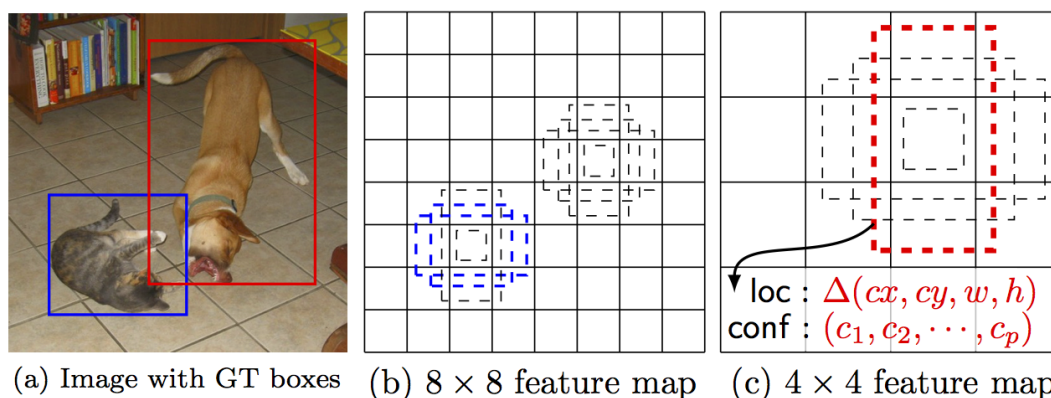 loc : Δ(cx, cy, w, h)
conf : (c₁, c₂, ⋯, cₚ)
(a) Image with GT boxes
(b) 8 × 8 feature map
(c) 4 × 4 feature map